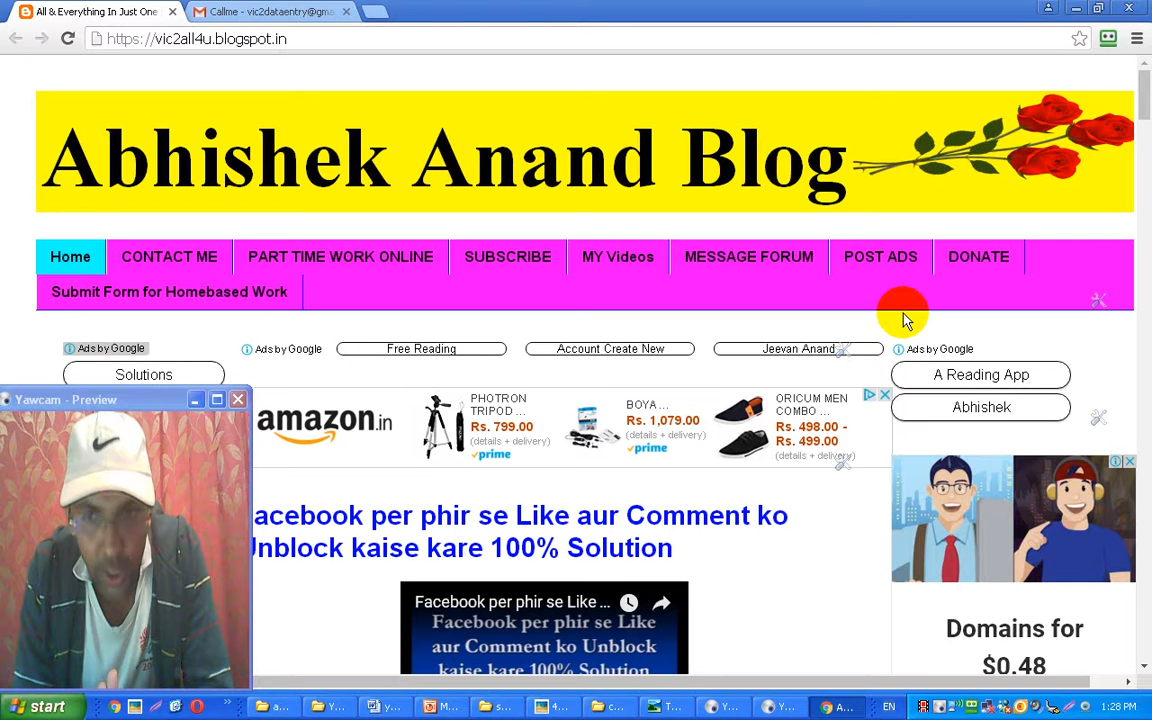 All & Everything In Just One
Callme - vic2dataentry@gma
https://vic2all4u.blogspot.in
Abhishek Anand Blog
Home
CONTACT ME
PART TIME WORK ONLINE
SUBSCRIBE
MY Videos
MESSAGE FORUM
POST ADS
DONATE
Submit Form for Homebased Work
Ads by Google
Ads by Google
Free Reading
Account Create New
Jeevan Anand
Ads by Google
Solutions
A Reading App
Abhishek
Yawcam - Preview
amazon.in
PHOTRON
TRIPOD ...
Rs. 799.00
(details + delivery)
prime
BOYA ...
Rs. 1,079.00
(details + delivery)
prime
ORICUM MEN
COMBO ...
Rs. 498.00 -
Rs. 499.00
(details + delivery)
acebook per phir se Like aur Comment ko
Unblock kaise kare 100% Solution
Facebook per phir se Like ...
Facebook per phir se Like
aur Comment ko Unblock
kaise kare 100% Solution
Domains for
$0.48
start
a...
Y...
y...
M...
s...
4...
c...
T...
Y...
Y...
A...
EN
1:28 PM